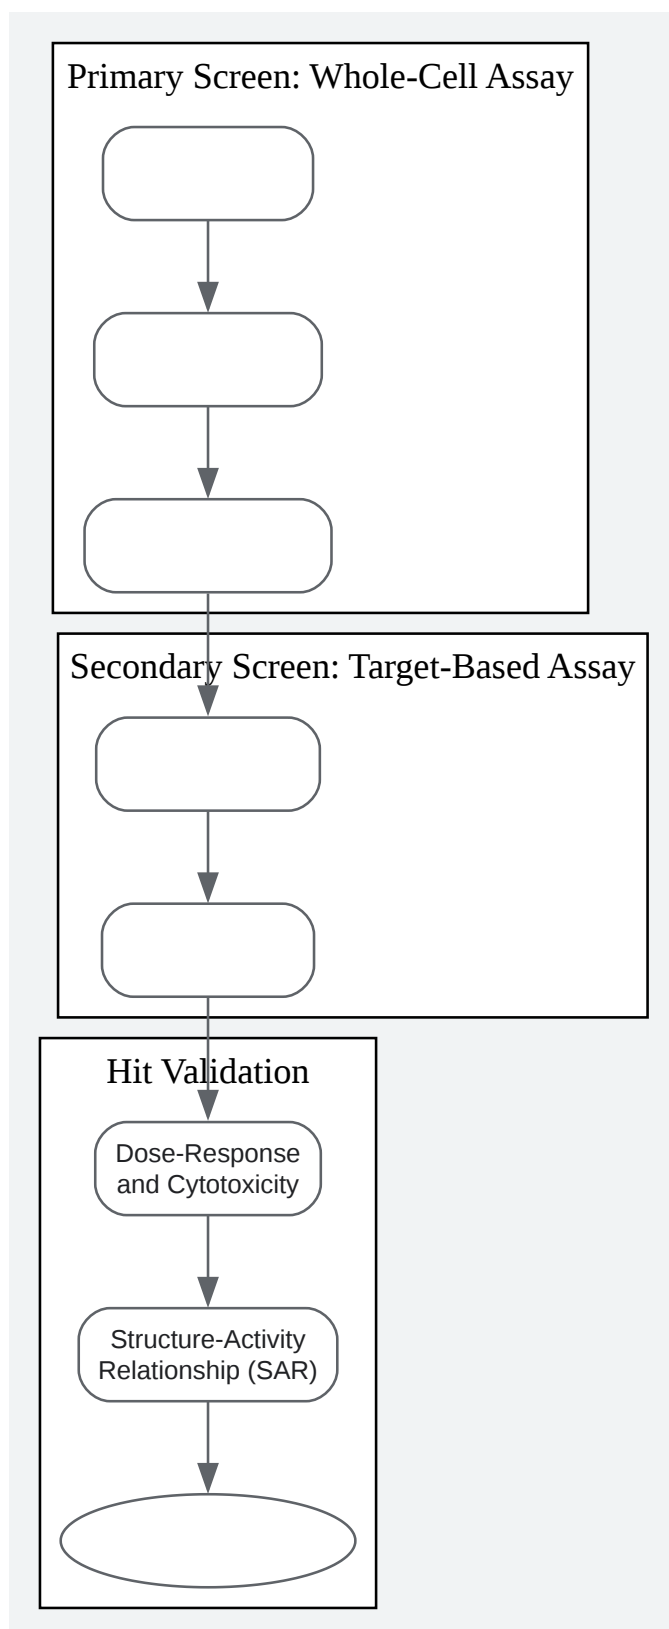 Primary Screen: Whole-Cell Assay
Secondary Screen: Target-Based Assay
Hit Validation
Dose-Response
and Cytotoxicity
Structure-Activity
Relationship (SAR)